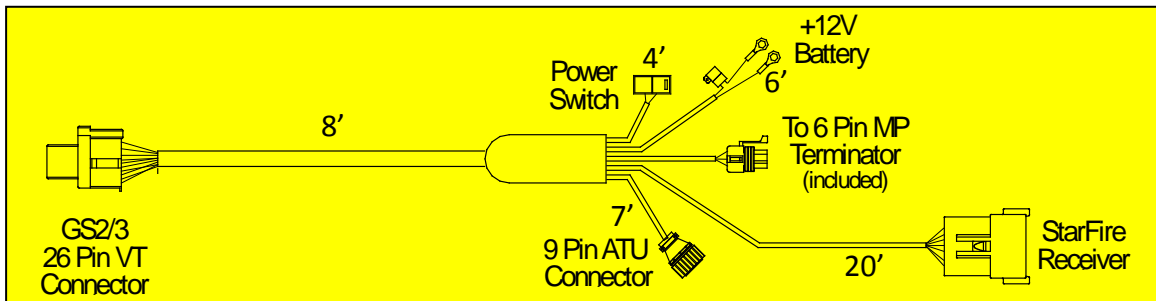 +12V
Battery
4’
6’
Power
Switch
8’
To 6 Pin MP
Terminator
(included)
GS2/3
26 Pin VT
Connector
7’
9 Pin ATU
Connector
20’
StarFire
Receiver